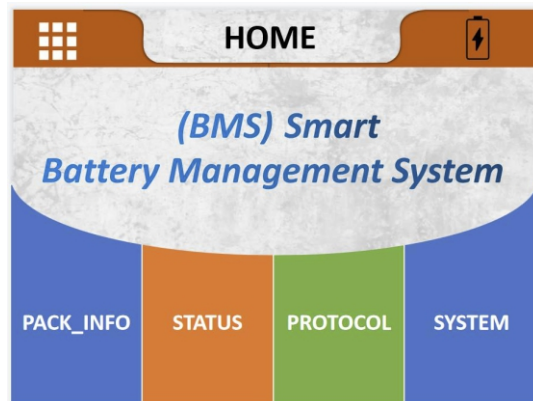 HOME
(BMS) Smart
Battery Management System
PACK_INFO STATUS PROTOCOL SYSTEM